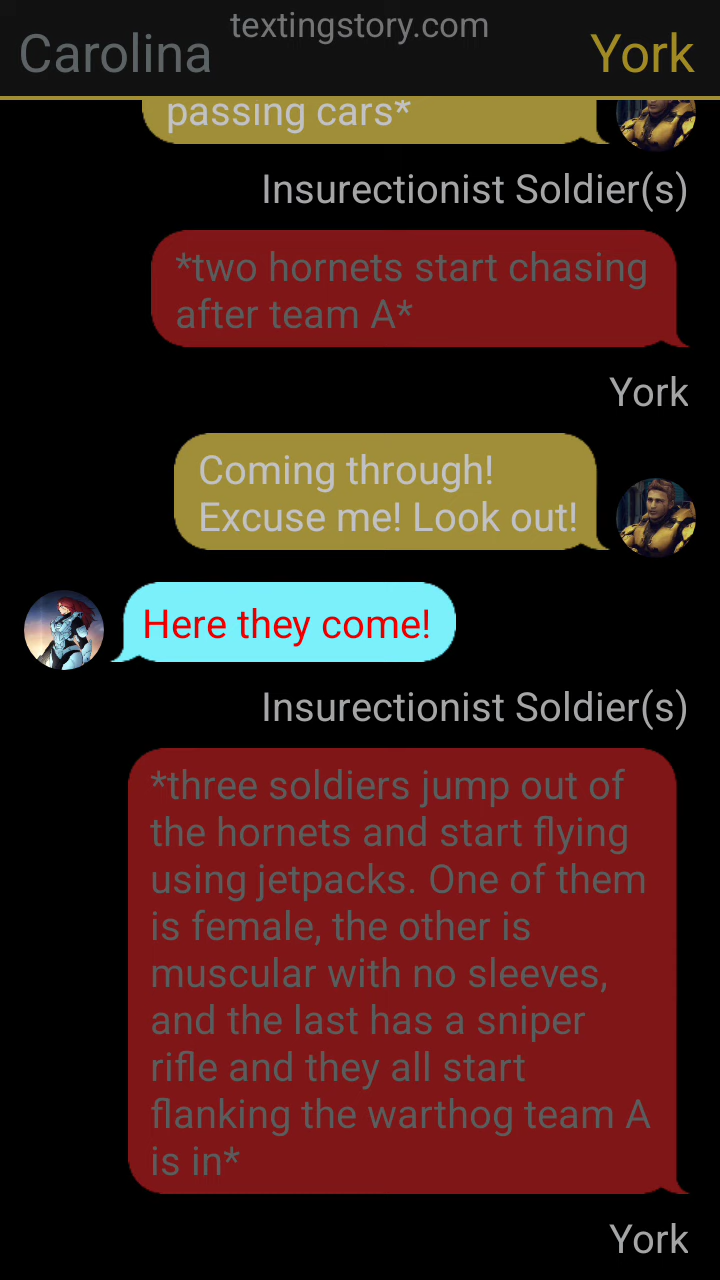 textingstory.com
Carolina
York
passing cars*
Insurectionist Soldier(s)
*two hornets start chasing
after team A*
York
Coming through!
Excuse me! Look out!
Here they come!
Insurectionist Soldier(s)
*three soldiers jump out of
the hornets and start flying
using jetpacks. One of them
is female, the other is
muscular with no sleeves,
and the last has a sniper
rifle and they all start
flanking the warthog team A
is in*
York